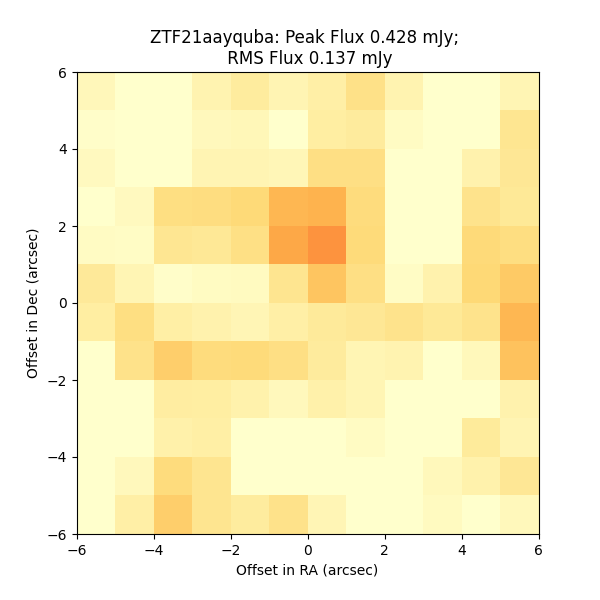 ZTF21aayquba: Peak Flux 0.428 mJy;
RMS Flux 0.137 mJy
6
4
2
0
−2
−4
−6
Offset in Dec (arcsec)
−6 −4 −2 0 2 4 6
Offset in RA (arcsec)